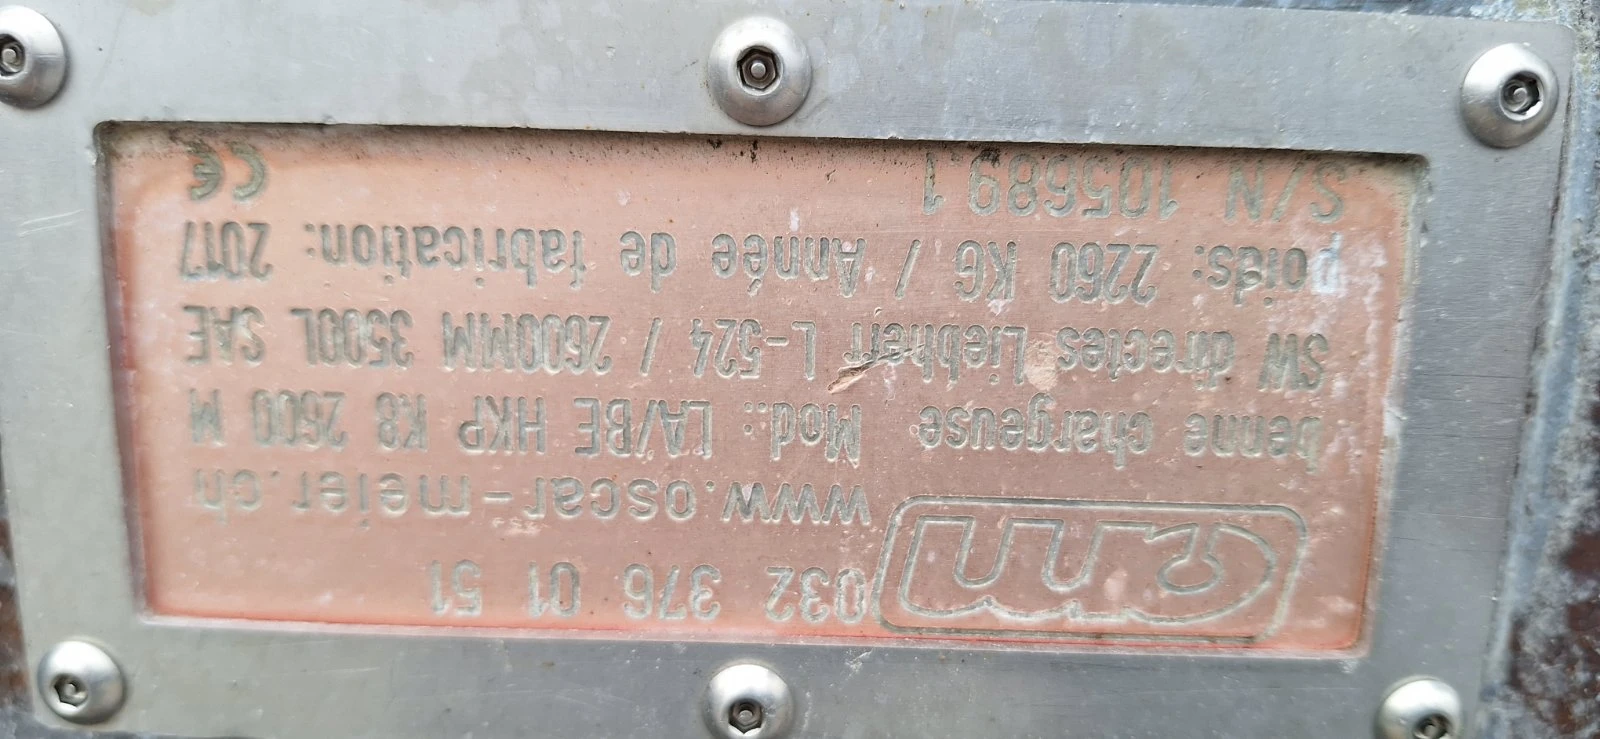 om 032 376 01 51
www.oscar-meier.ch
benne chargeuse Mod.: LA/BE HKP K8 2600 M
SW directes Liebherr L-524 / 2600MM 3500L SAE
Poids: 2260 KG / Année de fabrication: 2017
S/N 105689.1 CE